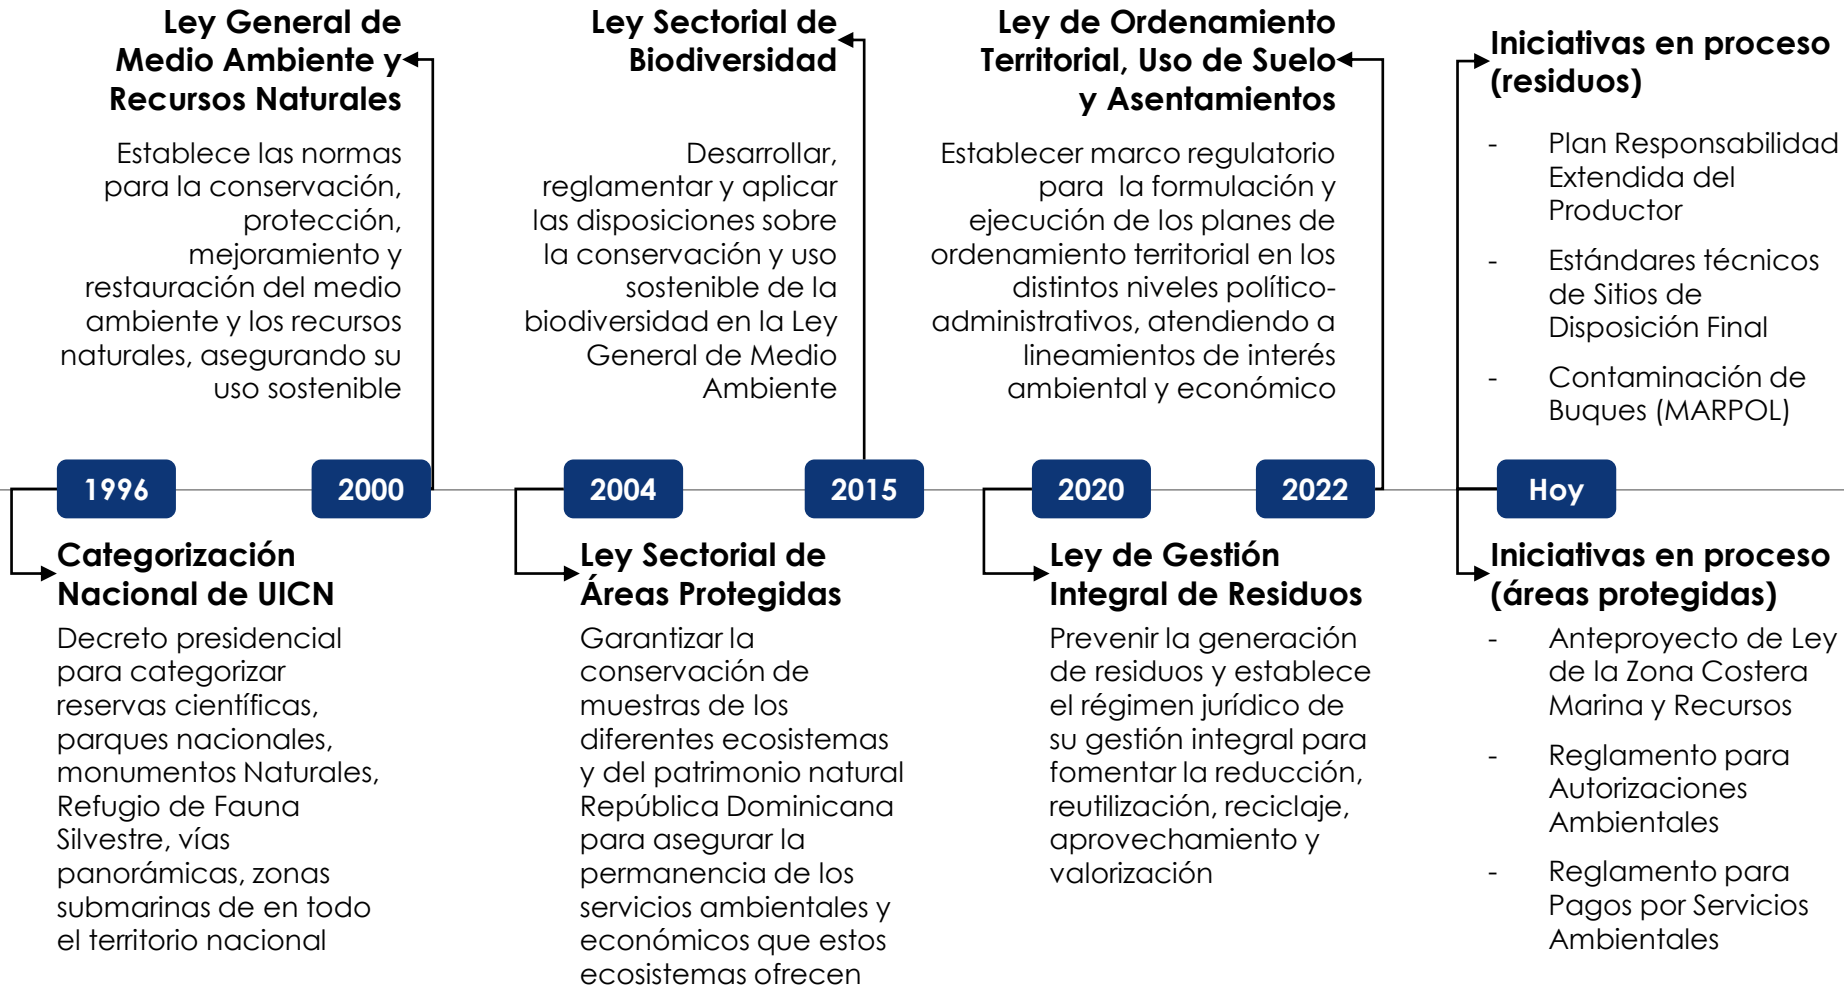 Ley General de
Medio Ambiente y
Recursos Naturales
Establece las normas
para la conservación,
protección,
mejoramiento y
restauración del medio
ambiente y los recursos
naturales, asegurando su
uso sostenible
Ley Sectorial de
Biodiversidad
Desarrollar,
reglamentar y aplicar
las disposiciones sobre
la conservación y uso
sostenible de la
biodiversidad en la Ley
General de Medio
Ambiente
Ley de Ordenamiento
Territorial, Uso de Suelo
y Asentamientos
Establecer marco regulatorio
para la formulación y
ejecución de los planes de
ordenamiento territorial en los
distintos niveles político-
administrativos, atendiendo a
lineamientos de interés
ambiental y económico
Iniciativas en proceso
(residuos)
- Plan Responsabilidad
Extendida del
Productor
- Estándares técnicos
de Sitios de
Disposición Final
- Contaminación de
Buques (MARPOL)
1996
2000
2004
2015
2020
2022
Hoy
Categorización
Nacional de UICN
Decreto presidencial
para categorizar
reservas científicas,
parques nacionales,
monumentos Naturales,
Refugio de Fauna
Silvestre, vías
panorámicas, zonas
submarinas de en todo
el territorio nacional
Ley Sectorial de
Áreas Protegidas
Garantizar la
conservación de
muestras de los
diferentes ecosistemas
y del patrimonio natural
República Dominicana
para asegurar la
permanencia de los
servicios ambientales y
económicos que estos
ecosistemas ofrecen
Ley de Gestión
Integral de Residuos
Prevenir la generación
de residuos y establece
el régimen jurídico de
su gestión integral para
fomentar la reducción,
reutilización, reciclaje,
aprovechamiento y
valorización
Iniciativas en proceso
(áreas protegidas)
- Anteproyecto de Ley
de la Zona Costera
Marina y Recursos
- Reglamento para
Autorizaciones
Ambientales
- Reglamento para
Pagos por Servicios
Ambientales